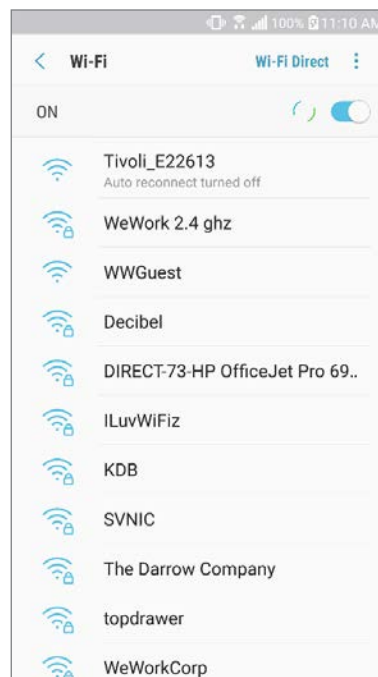 100% 11:10 AM
Wi-Fi Wi-Fi Direct
ON
Tivoli_E22613
Auto reconnect turned off
WeWork 2.4 ghz
WWGuest
Decibel
DIRECT-73-HP OfficeJet Pro 69..
ILuvWiFiz
KDB
SVNIC
The Darrow Company
topdrawer
WeWorkCorp